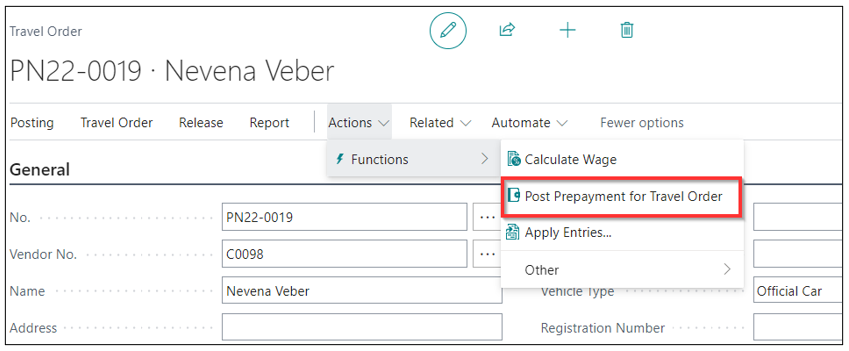 Travel Order
PN22-0019 · Nevena Veber
Posting Travel Order Release Report Actions Related Automate Fewer options
Functions
Calculate Wage
Post Prepayment for Travel Order
Apply Entries...
Other
General
No. PN22-0019 ...
Vendor No. C0098 ...
Name Nevena Veber
Address
Vehicle Type Official Car
Registration Number